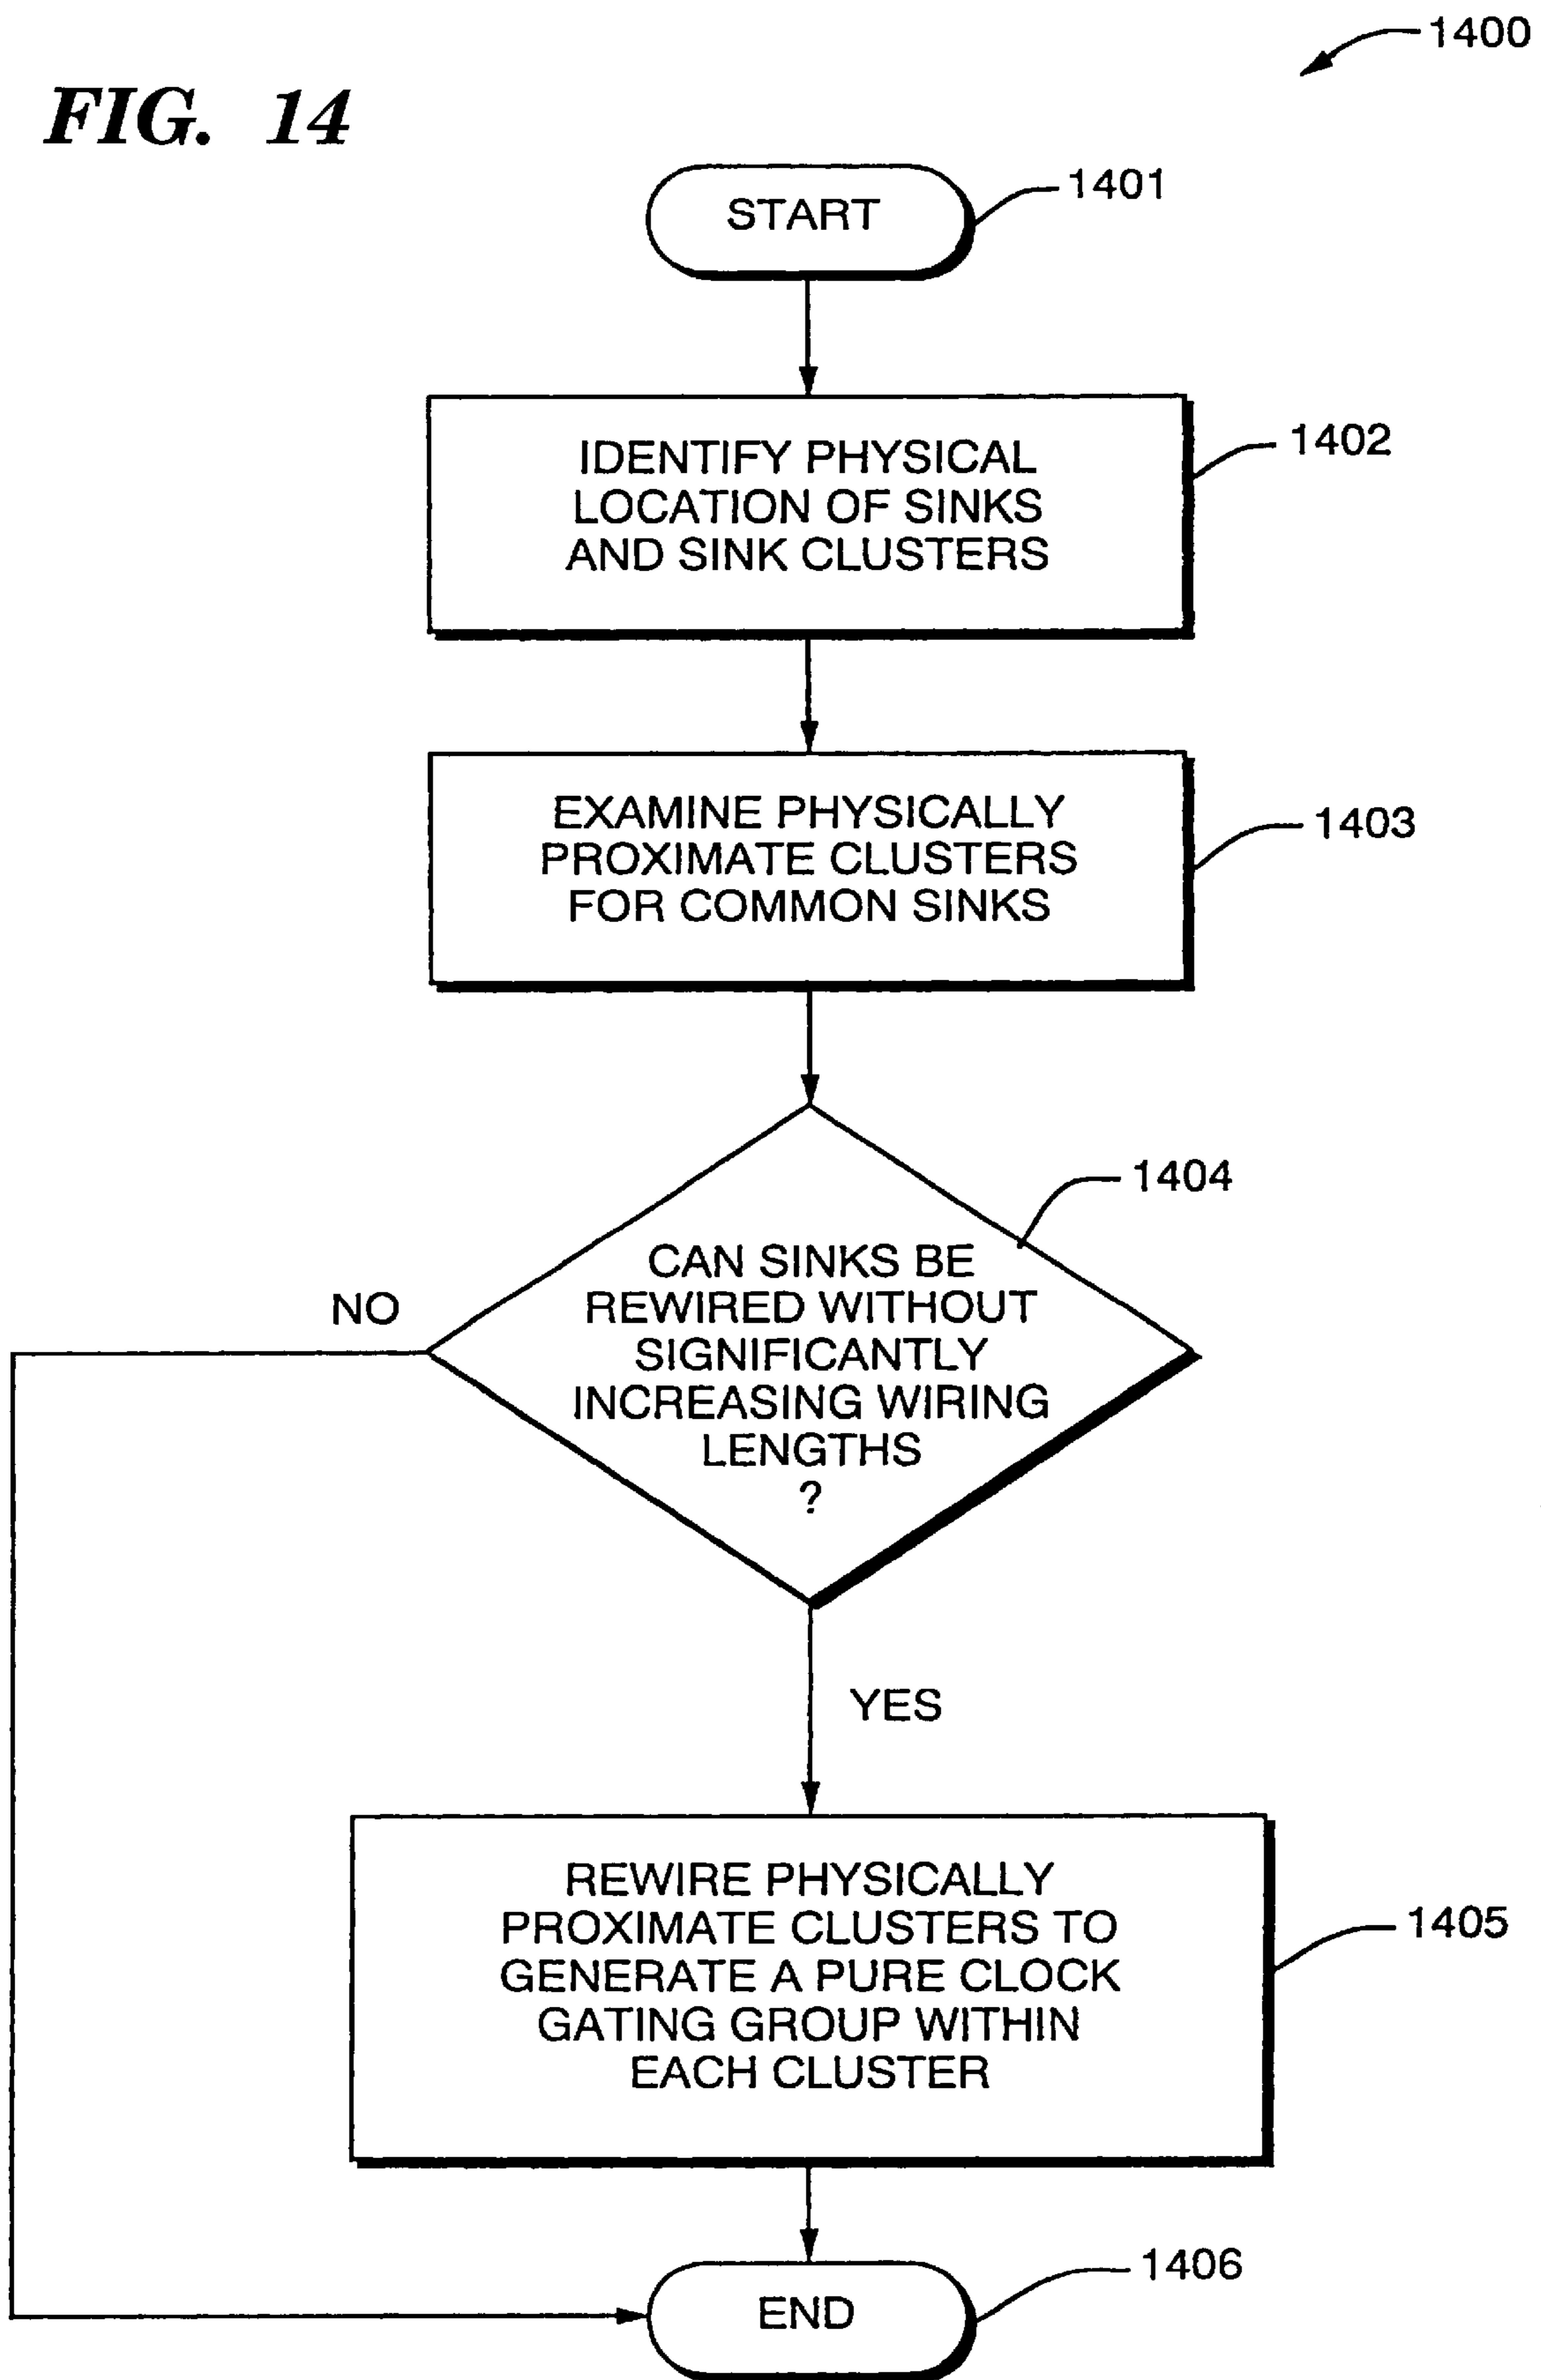 1400
FIG. 14
START
1401
IDENTIFY PHYSICAL
LOCATION OF SINKS
AND SINK CLUSTERS
1402
EXAMINE PHYSICALLY
PROXIMATE CLUSTERS
FOR COMMON SINKS
1403
1404
CAN SINKS BE
REWIRED WITHOUT
SIGNIFICANTLY
INCREASING WIRING
LENGTHS
?
NO
YES
REWIRE PHYSICALLY
PROXIMATE CLUSTERS TO
GENERATE A PURE CLOCK
GATING GROUP WITHIN
EACH CLUSTER
1405
1406
END